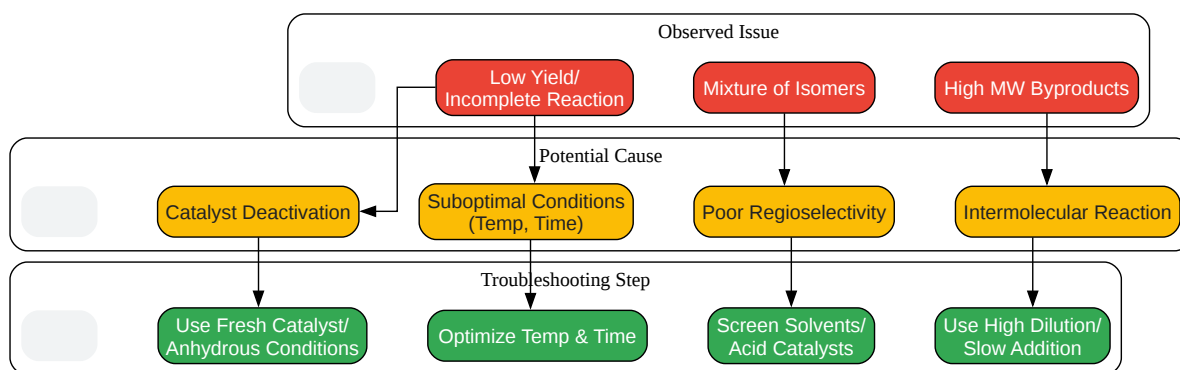 Observed Issue
Low Yield/
Incomplete Reaction
Mixture of Isomers
High MW Byproducts
Potential Cause
Catalyst Deactivation
Suboptimal Conditions
(Temp, Time)
Poor Regioselectivity
Intermolecular Reaction
Troubleshooting Step
Use Fresh Catalyst/
Anhydrous Conditions
Optimize Temp & Time
Screen Solvents/
Acid Catalysts
Use High Dilution/
Slow Addition